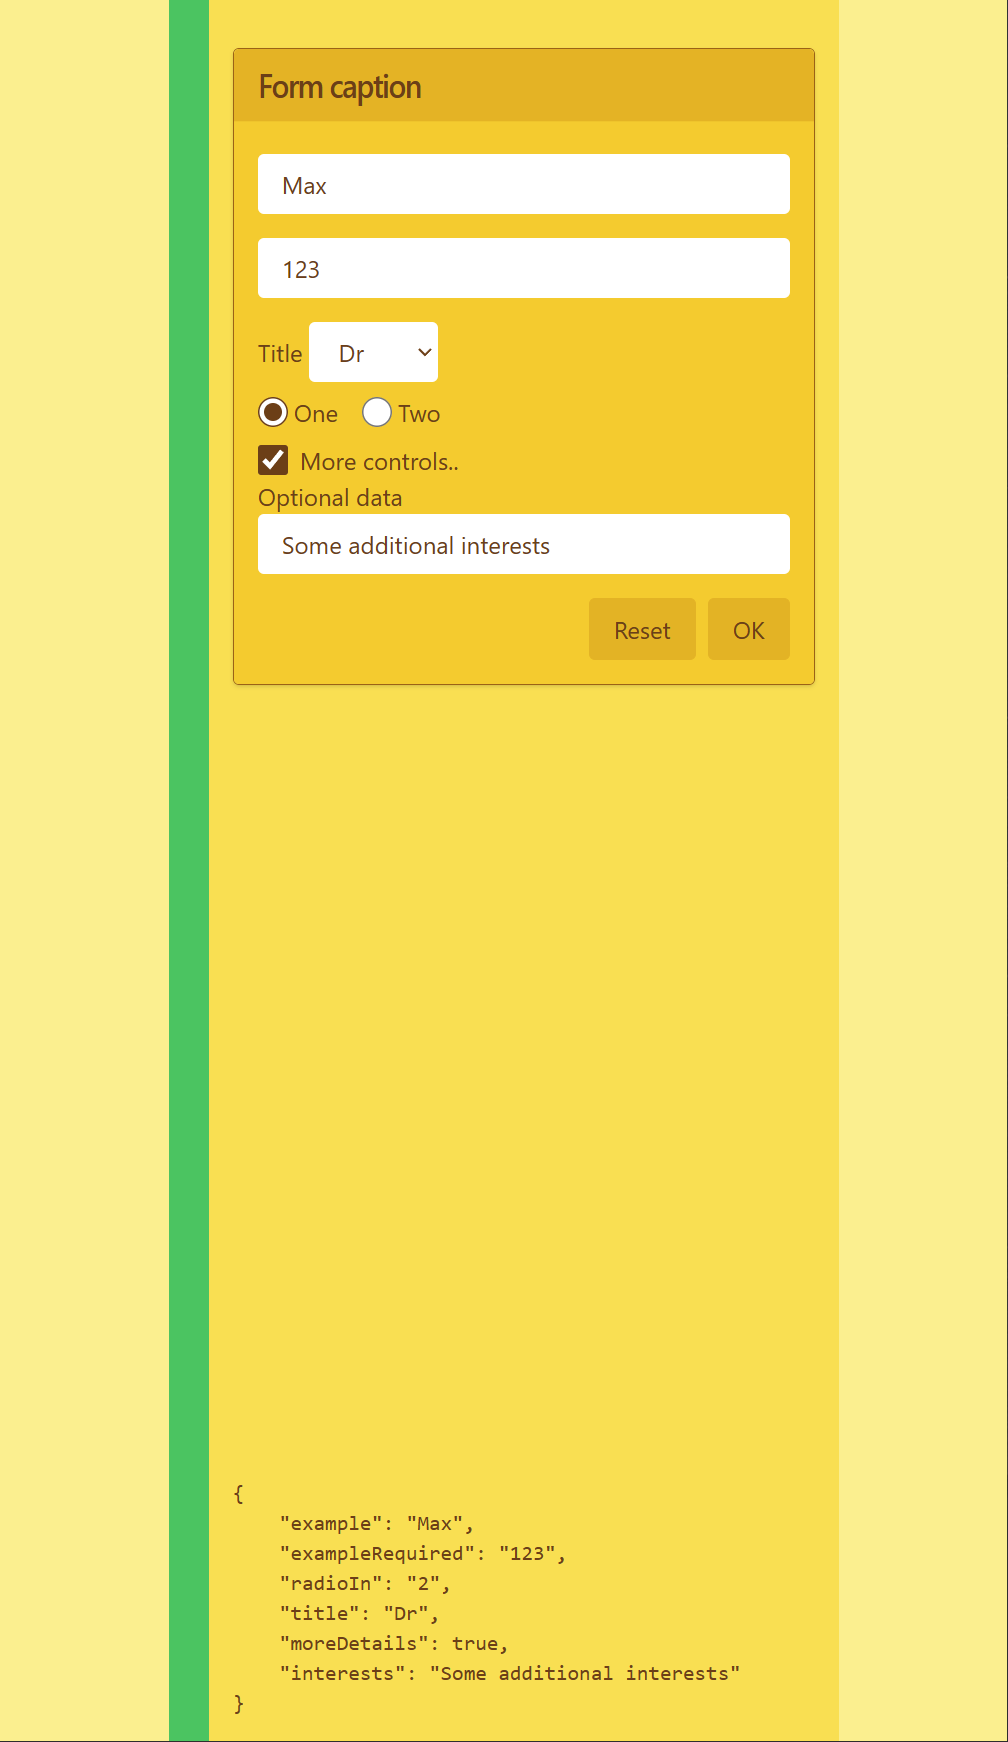 Form caption
Max
123
Title Dr
One Two
More controls..
Optional data
Some additional interests
Reset OK
{
    "example": "Max",
    "exampleRequired": "123",
    "radioIn": "2",
    "title": "Dr",
    "moreDetails": true,
    "interests": "Some additional interests"
}